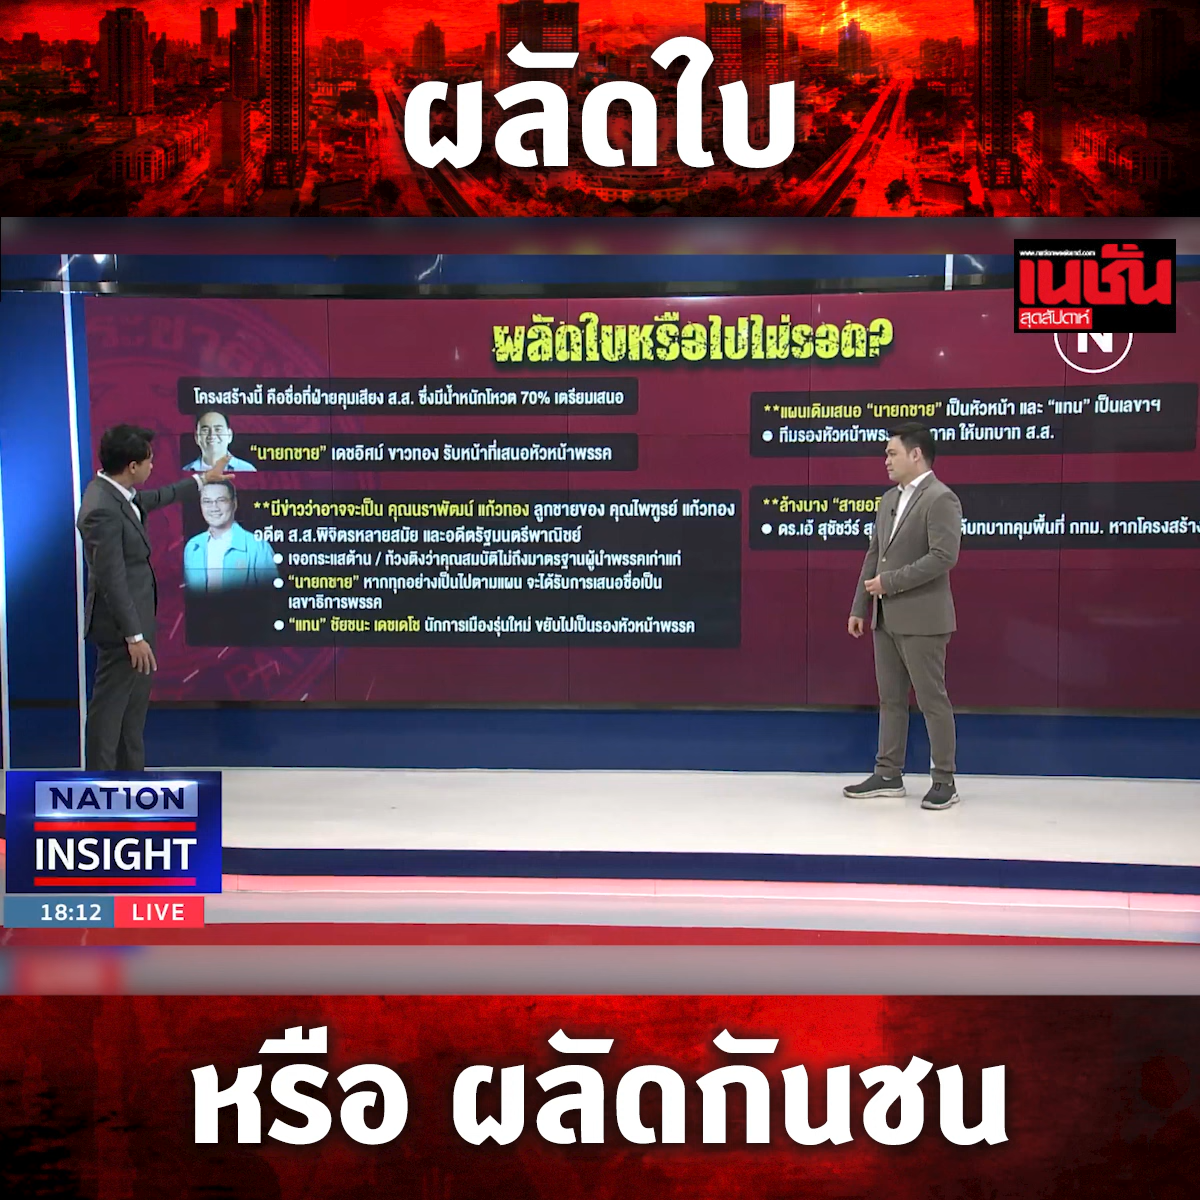 ผลัดใบ
www.nationweekend.com
เนชั่น
สุดสัปดาห์
N
ผลัดใบหรือไปไม่รอด?
โครงสร้างนี้ คือชื่อที่ฝ่ายคุมเสียง ส.ส. ซึ่งมีน้ำหนักโหวต 70% เตรียมเสนอ
“นายกชาย” เดชอิศม์ ขาวทอง รับหน้าที่เสนอหัวหน้าพรรค
**มีข่าวว่าอาจจะเป็น คุณนราพัฒน์ แก้วทอง ลูกชายของ คุณไพฑูรย์ แก้วทอง
อดีต ส.ส.พิจิตรหลายสมัย และอดีตรัฐมนตรีพาณิชย์
● เจอกระแสต้าน / ท้วงติงว่าคุณสมบัติไม่ถึงมาตรฐานผู้นำพรรคเก่าแก่
● “นายกชาย” หากทุกอย่างเป็นไปตามแผน จะได้รับการเสนอชื่อเป็น
เลขาธิการพรรค
● “แทน” ชัยชนะ เดชเดโช นักการเมืองรุ่นใหม่ ขยับไปเป็นรองหัวหน้าพรรค
**แผนเดิมเสนอ “นายกชาย” เป็นหัวหน้า และ “แทน” เป็นเลขาฯ
● ทีมรองหัวหน้าพรร ภาค ให้บทบาท ส.ส.
**ล้างบาง “สายอภิ
● ดร.เอ้ สุชัชวีร์ บทบาทคุมพื้นที่ กทม. หากโครงสร้าง
NATION
INSIGHT
18:12 LIVE
หรือ ผลัดกันชน